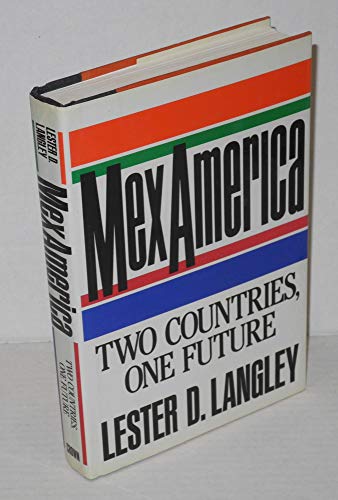 MexAmerica
TWO COUNTRIES,
ONE FUTURE
LESTER D. LANGLEY
LESTER D.
LANGLEY
MexAmerica
TWO COUNTRIES,
ONE FUTURE
CROWN